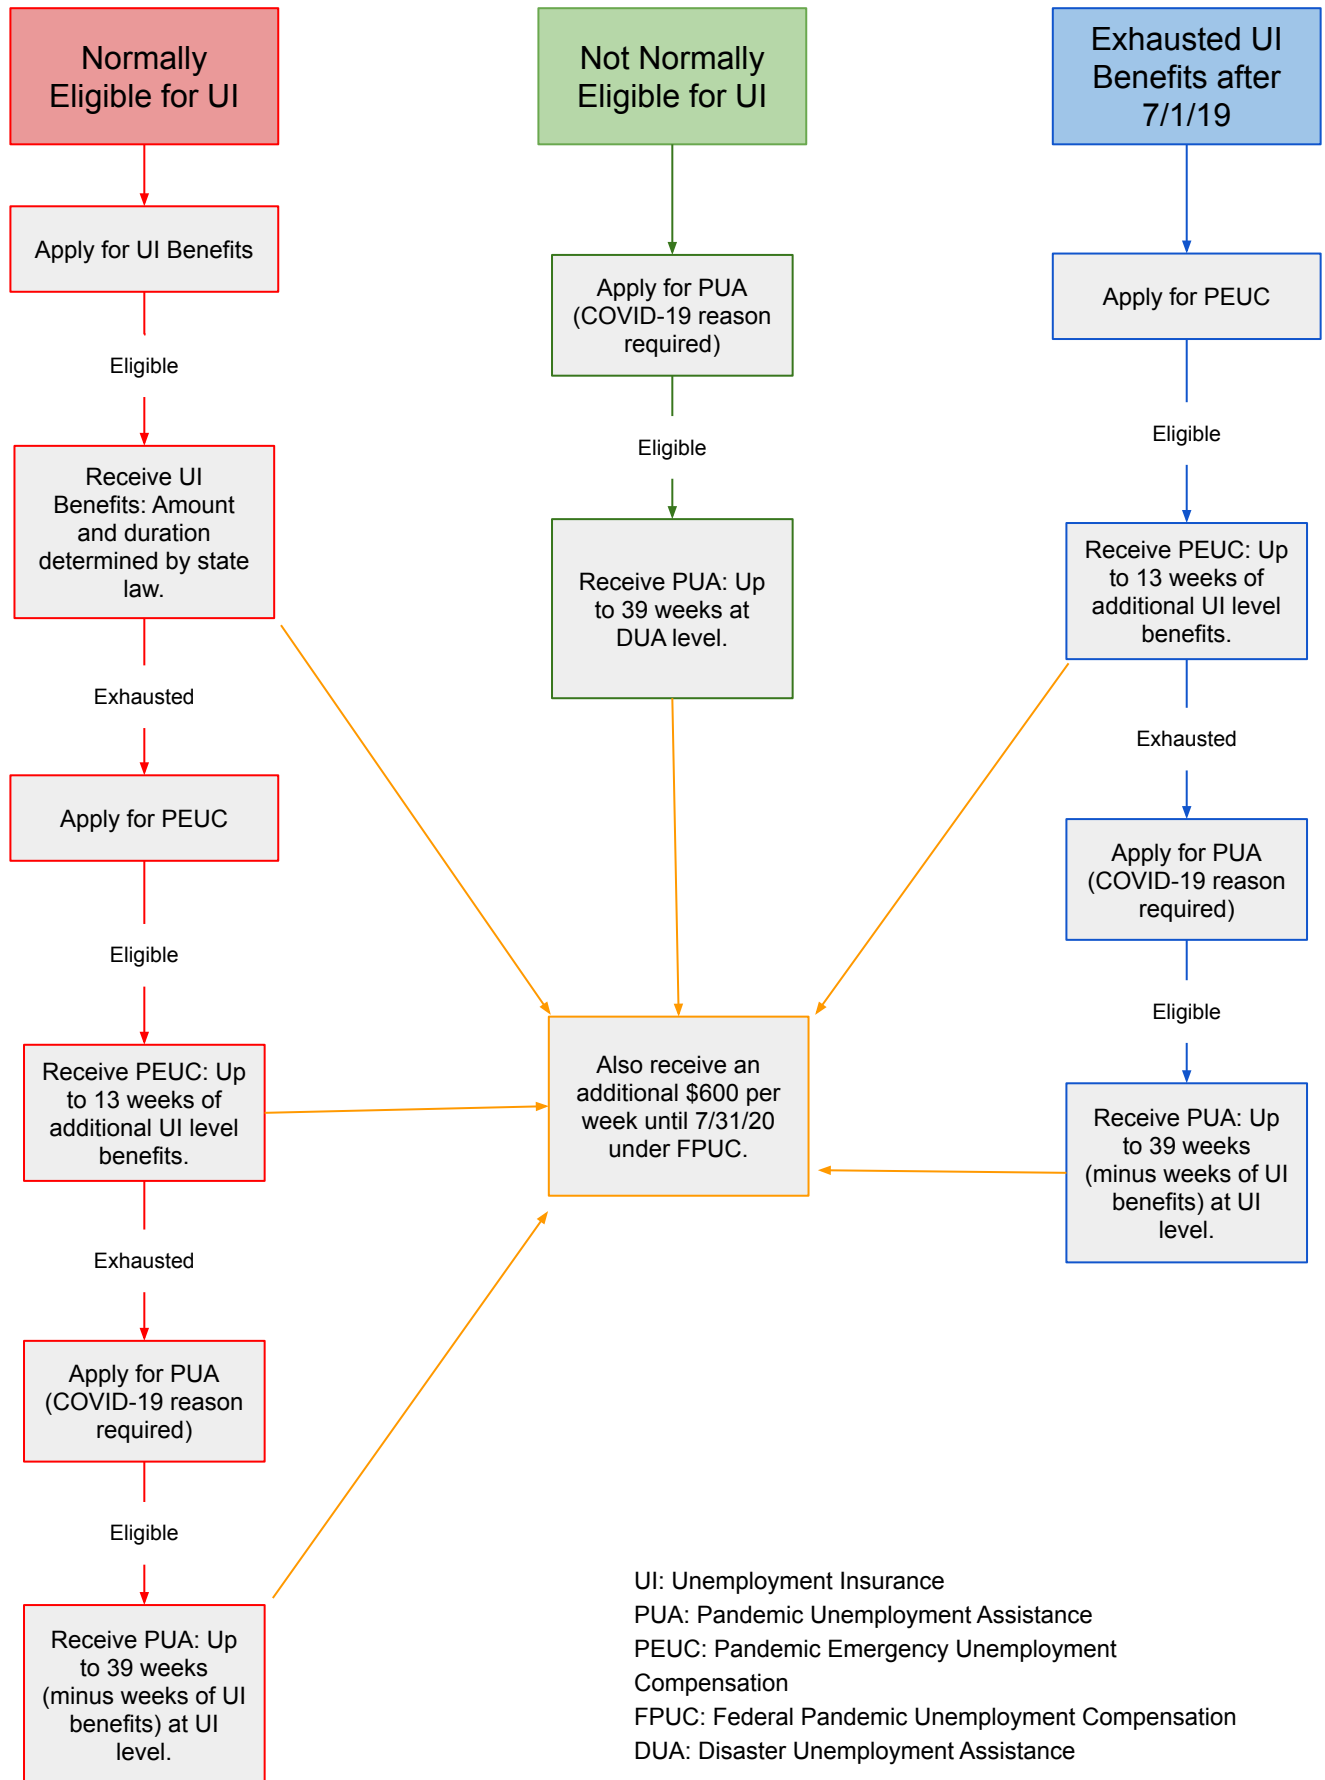 Normally
Eligible for UI
Apply for UI Benefits
Eligible
Receive UI
Benefits: Amount
and duration
determined by state
law.
Exhausted
Apply for PEUC
Eligible
Receive PEUC: Up
to 13 weeks of
additional UI level
benefits.
Exhausted
Apply for PUA
(COVID-19 reason
required)
Eligible
Receive PUA: Up
to 39 weeks
(minus weeks of UI
benefits) at UI
level.
Not Normally
Eligible for UI
Apply for PUA
(COVID-19 reason
required)
Eligible
Receive PUA: Up
to 39 weeks at
DUA level.
Also receive an
additional $600 per
week until 7/31/20
under FPUC.
Exhausted UI
Benefits after
7/1/19
Apply for PEUC
Eligible
Receive PEUC: Up
to 13 weeks of
additional UI level
benefits.
Exhausted
Apply for PUA
(COVID-19 reason
required)
Eligible
Receive PUA: Up
to 39 weeks
(minus weeks of UI
benefits) at UI
level.
UI: Unemployment Insurance
PUA: Pandemic Unemployment Assistance
PEUC: Pandemic Emergency Unemployment
Compensation
FPUC: Federal Pandemic Unemployment Compensation
DUA: Disaster Unemployment Assistance